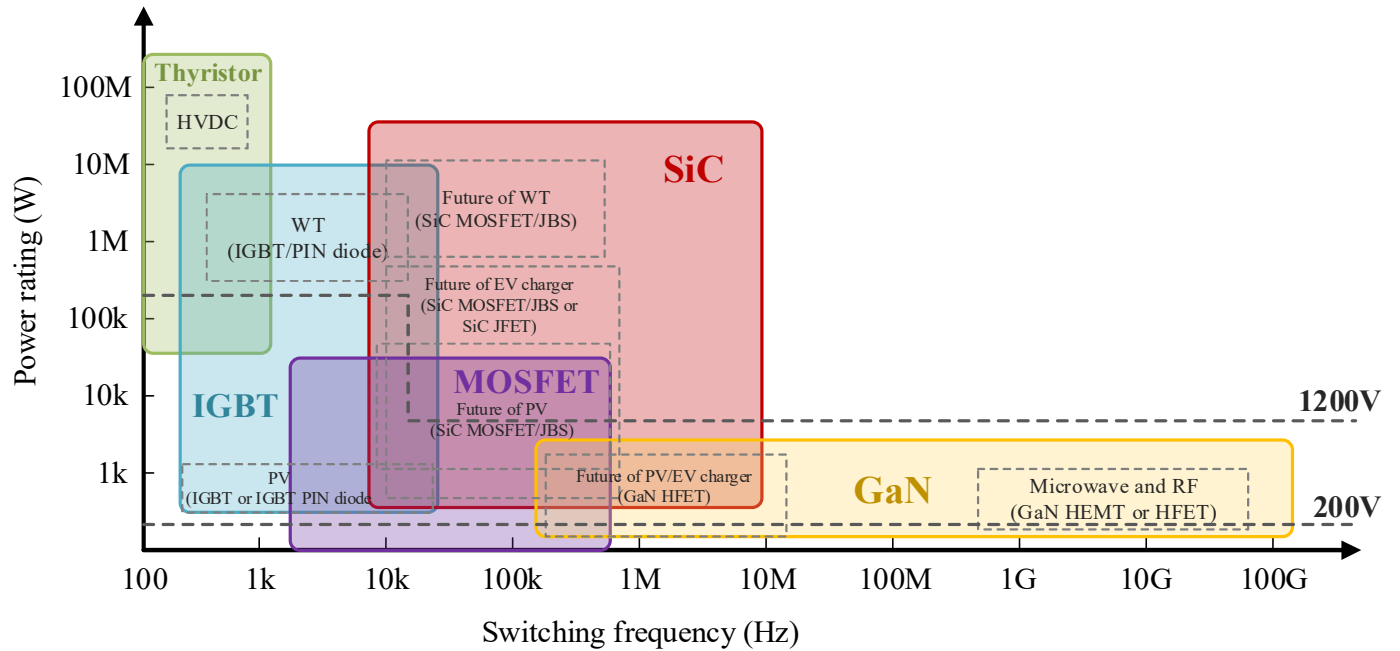 Thyristor
100M
HVDC
10M
SiC
Future of WT
(SiC MOSFET/JBS)
WT
(IGBT/PIN diode)
1M
Future of EV charger
(SiC MOSFET/JBS or
SiC JFET)
100k
Power rating (W)
MOSFET
IGBT
Future of PV
(SiC MOSFET/JBS)
10k
1200V
1k
PV
(IGBT or IGBT PIN diode
Future of PV/EV charger
(GaN HFET)
GaN
Microwave and RF
(GaN HEMT or HFET)
200V
100
1k
10k
100k
1M
10M
100M
1G
10G
100G
Switching frequency (Hz)